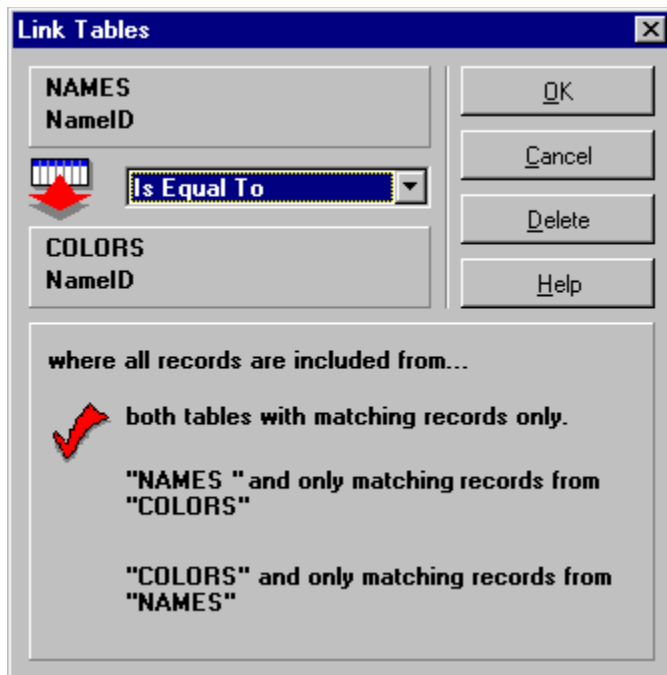 Link Tables
NAMES
NameID
Is Equal To
COLORS
NameID
OK
Cancel
Delete
Help
where all records are included from...
both tables with matching records only.
"NAMES " and only matching records from
"COLORS"
"COLORS" and only matching records from
"NAMES"